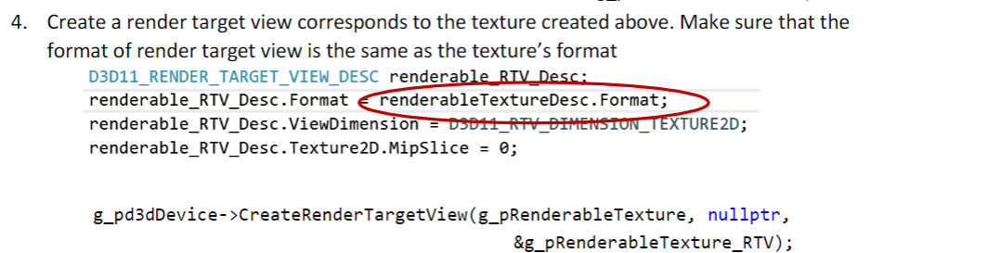 4. Create a render target view corresponds to the texture created above. Make sure that the
format of render target view is the same as the texture's format
D3D11_RENDER_TARGET_VIEW_DESC renderable_RTV_Desc;
renderable_RTV_Desc.Format = renderableTextureDesc.Format;
renderable_RTV_Desc.ViewDimension = D3D11_RTV_DIMENSION_TEXTURE2D;
renderable_RTV_Desc.Texture2D.MipSlice = 0;
g_pd3dDevice->CreateRenderTargetView(g_pRenderableTexture, nullptr,
&g_pRenderableTexture_RTV);